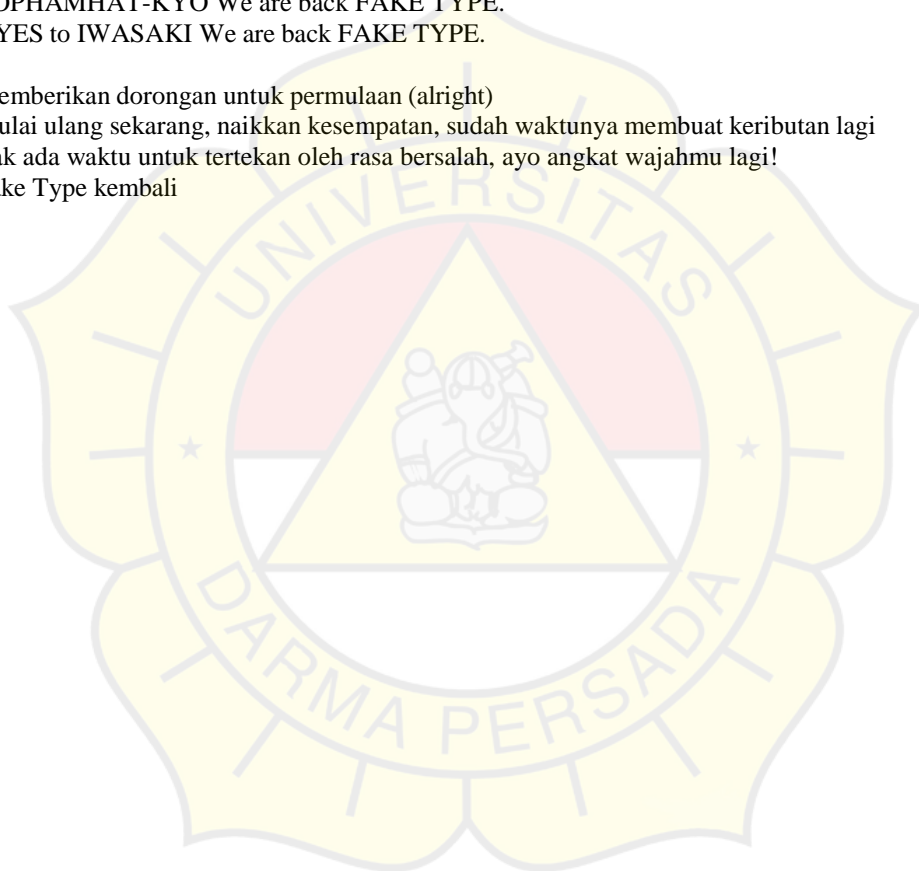 OPHAMHAT-KYO We are back FAKE TYPE.
YES to IWASAKI We are back FAKE TYPE.
emberikan dorongan untuk permulaan (alright)
ulai ulang sekarang, naikkan kesempatan, sudah waktunya membuat keributan lagi
ak ada waktu untuk tertekan oleh rasa bersalah, ayo angkat wajahmu lagi!
ke Type kembali
UNIVERSITAS
DARMA PERSADA